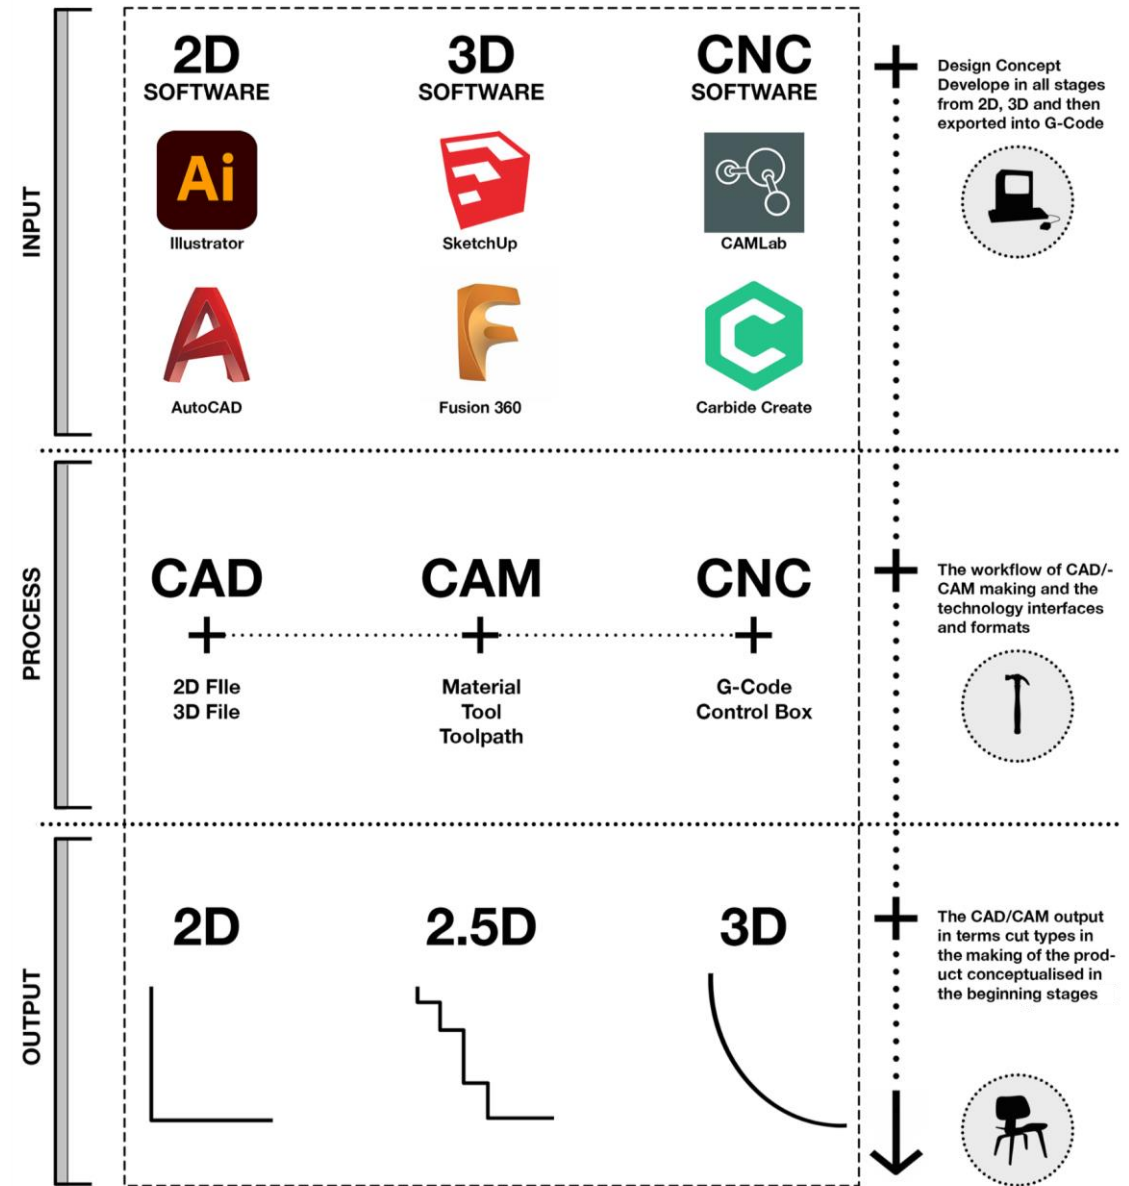 2D
SOFTWARE
3D
SOFTWARE
CNC
SOFTWARE
Ai
Illustrator
SketchUp
CAMLab
AutoCAD
Fusion 360
Carbide Create
INPUT
Design Concept
Develope in all stages
from 2D, 3D and then
exported into G-Code
PROCESS
CAD
2D FIle
3D File
CAM
Material
Tool
Toolpath
CNC
G-Code
Control Box
The workflow of CAD/-
CAM making and the
technology interfaces
and formats
OUTPUT
2D
2.5D
3D
The CAD/CAM output
in terms cut types in
the making of the prod-
uct conceptualised in
the beginning stages